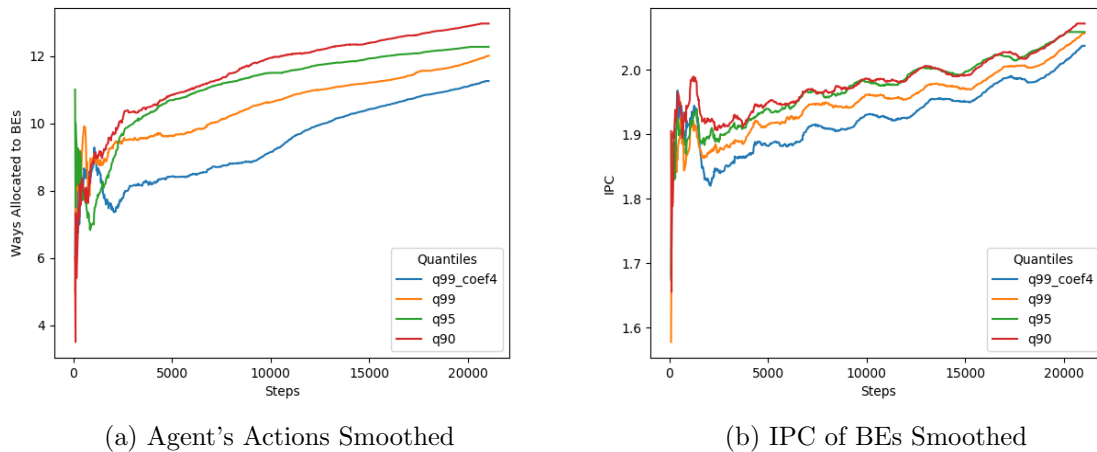 12
10
8
6
4
Ways Allocated to BEs
0
5000
10000
15000
20000
Steps
Quantiles
q99_coef4
q99
q95
q90
(a) Agent's Actions Smoothed
2.0
1.9
1.8
1.7
1.6
IPC
0
5000
10000
15000
20000
Steps
Quantiles
q99_coef4
q99
q95
q90
(b) IPC of BEs Smoothed